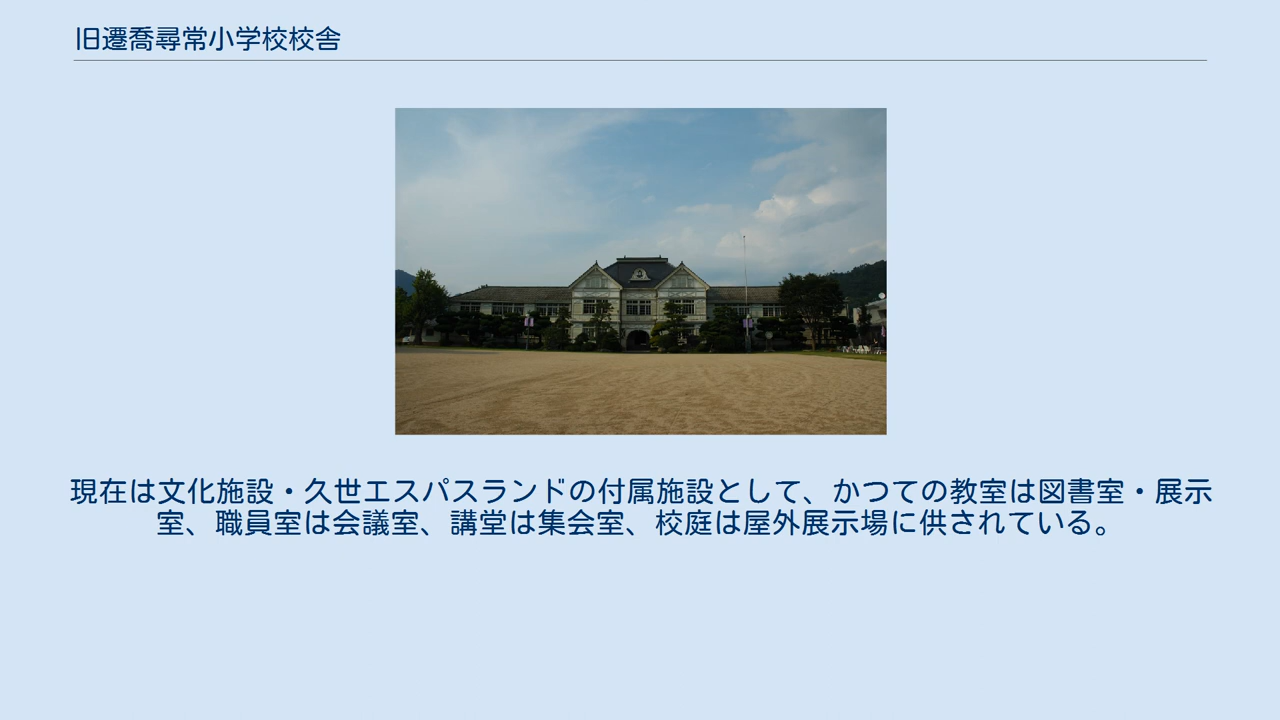 旧遷喬尋常小学校校舎
現在は文化施設・久世エスパスランドの付属施設として、かつての教室は図書室・展示
室、職員室は会議室、講堂は集会室、校庭は屋外展示場に供されている。